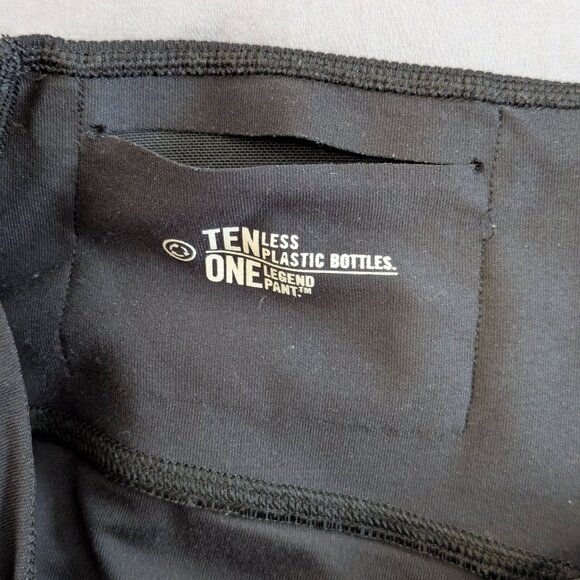 TEN LESS
PLASTIC BOTTLES.
ONE LEGEND
PANT.™